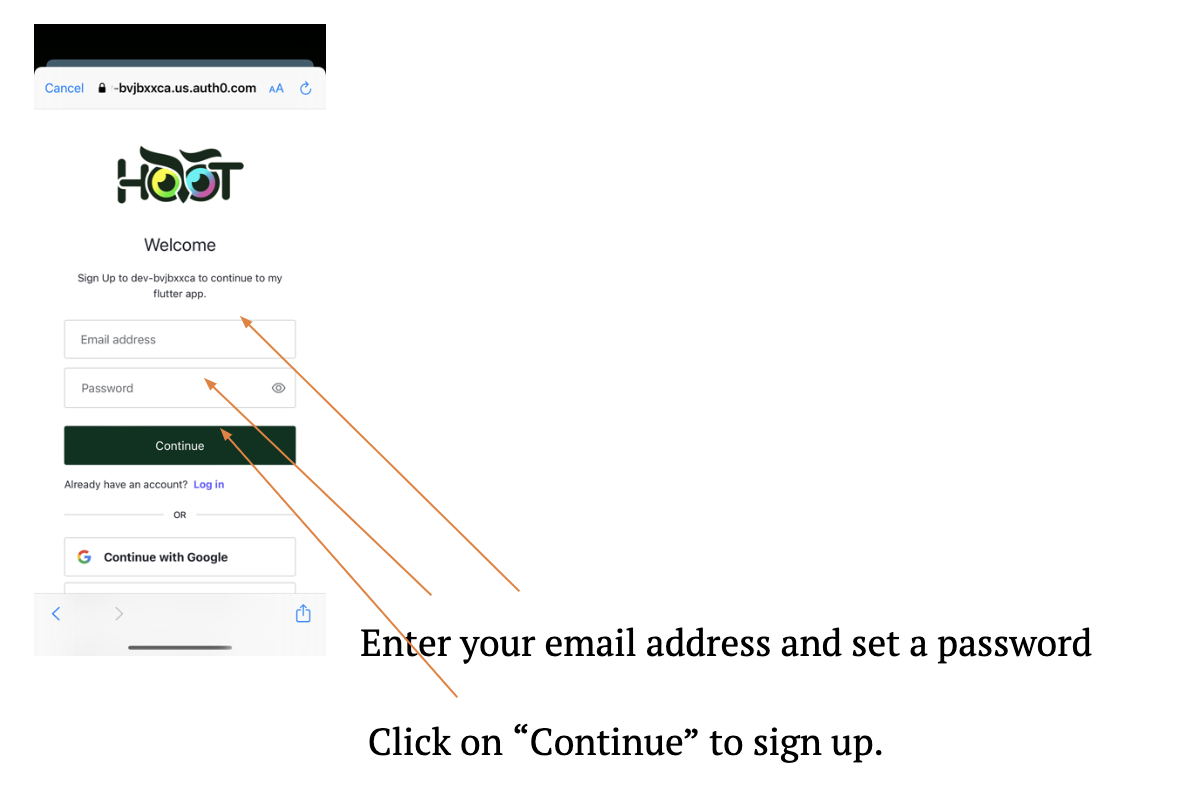 Cancel -bvjbxxca.us.auth0.com AA
HOOT
Welcome
Sign Up to dev-bvjbxxca to continue to my
flutter app.
Email address
Password
Continue
Already have an account? Log in
OR
Continue with Google
Enter your email address and set a password
Click on “Continue” to sign up.